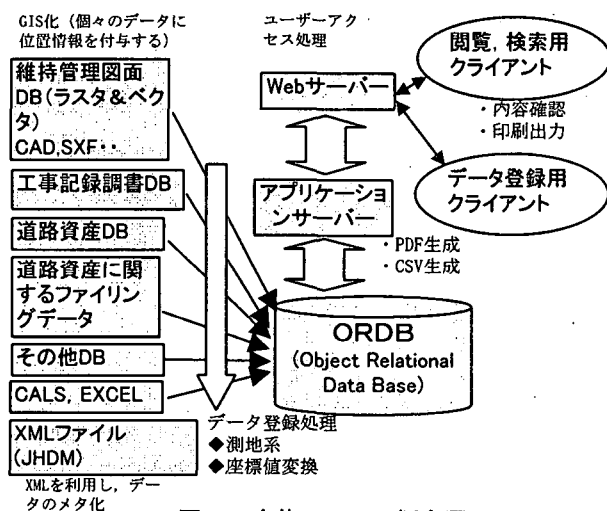 GIS化（個々のデータに
位置情報を付与する）
維持管理図面
DB（ラスタ&ベク
タ）
CAD,SXF・・
工事記録調書DB
道路資産DB
道路資産に関
するファイリン
グデータ
その他DB
CALS, EXCEL
XMLファイル
(JHDM)
XMLを利用し，デー
タのメタ化
データ登録処理
◆測地系
◆座標値変換
ユーザーアク
セス処理
Webサーバー
アプリケーショ
ンサーバー
・PDF生成
・CSV生成
ORDB
(Object Relational
Data Base)
閲覧，検索用
クライアント
・内容確認
・印刷出力
データ登録用
クライアント